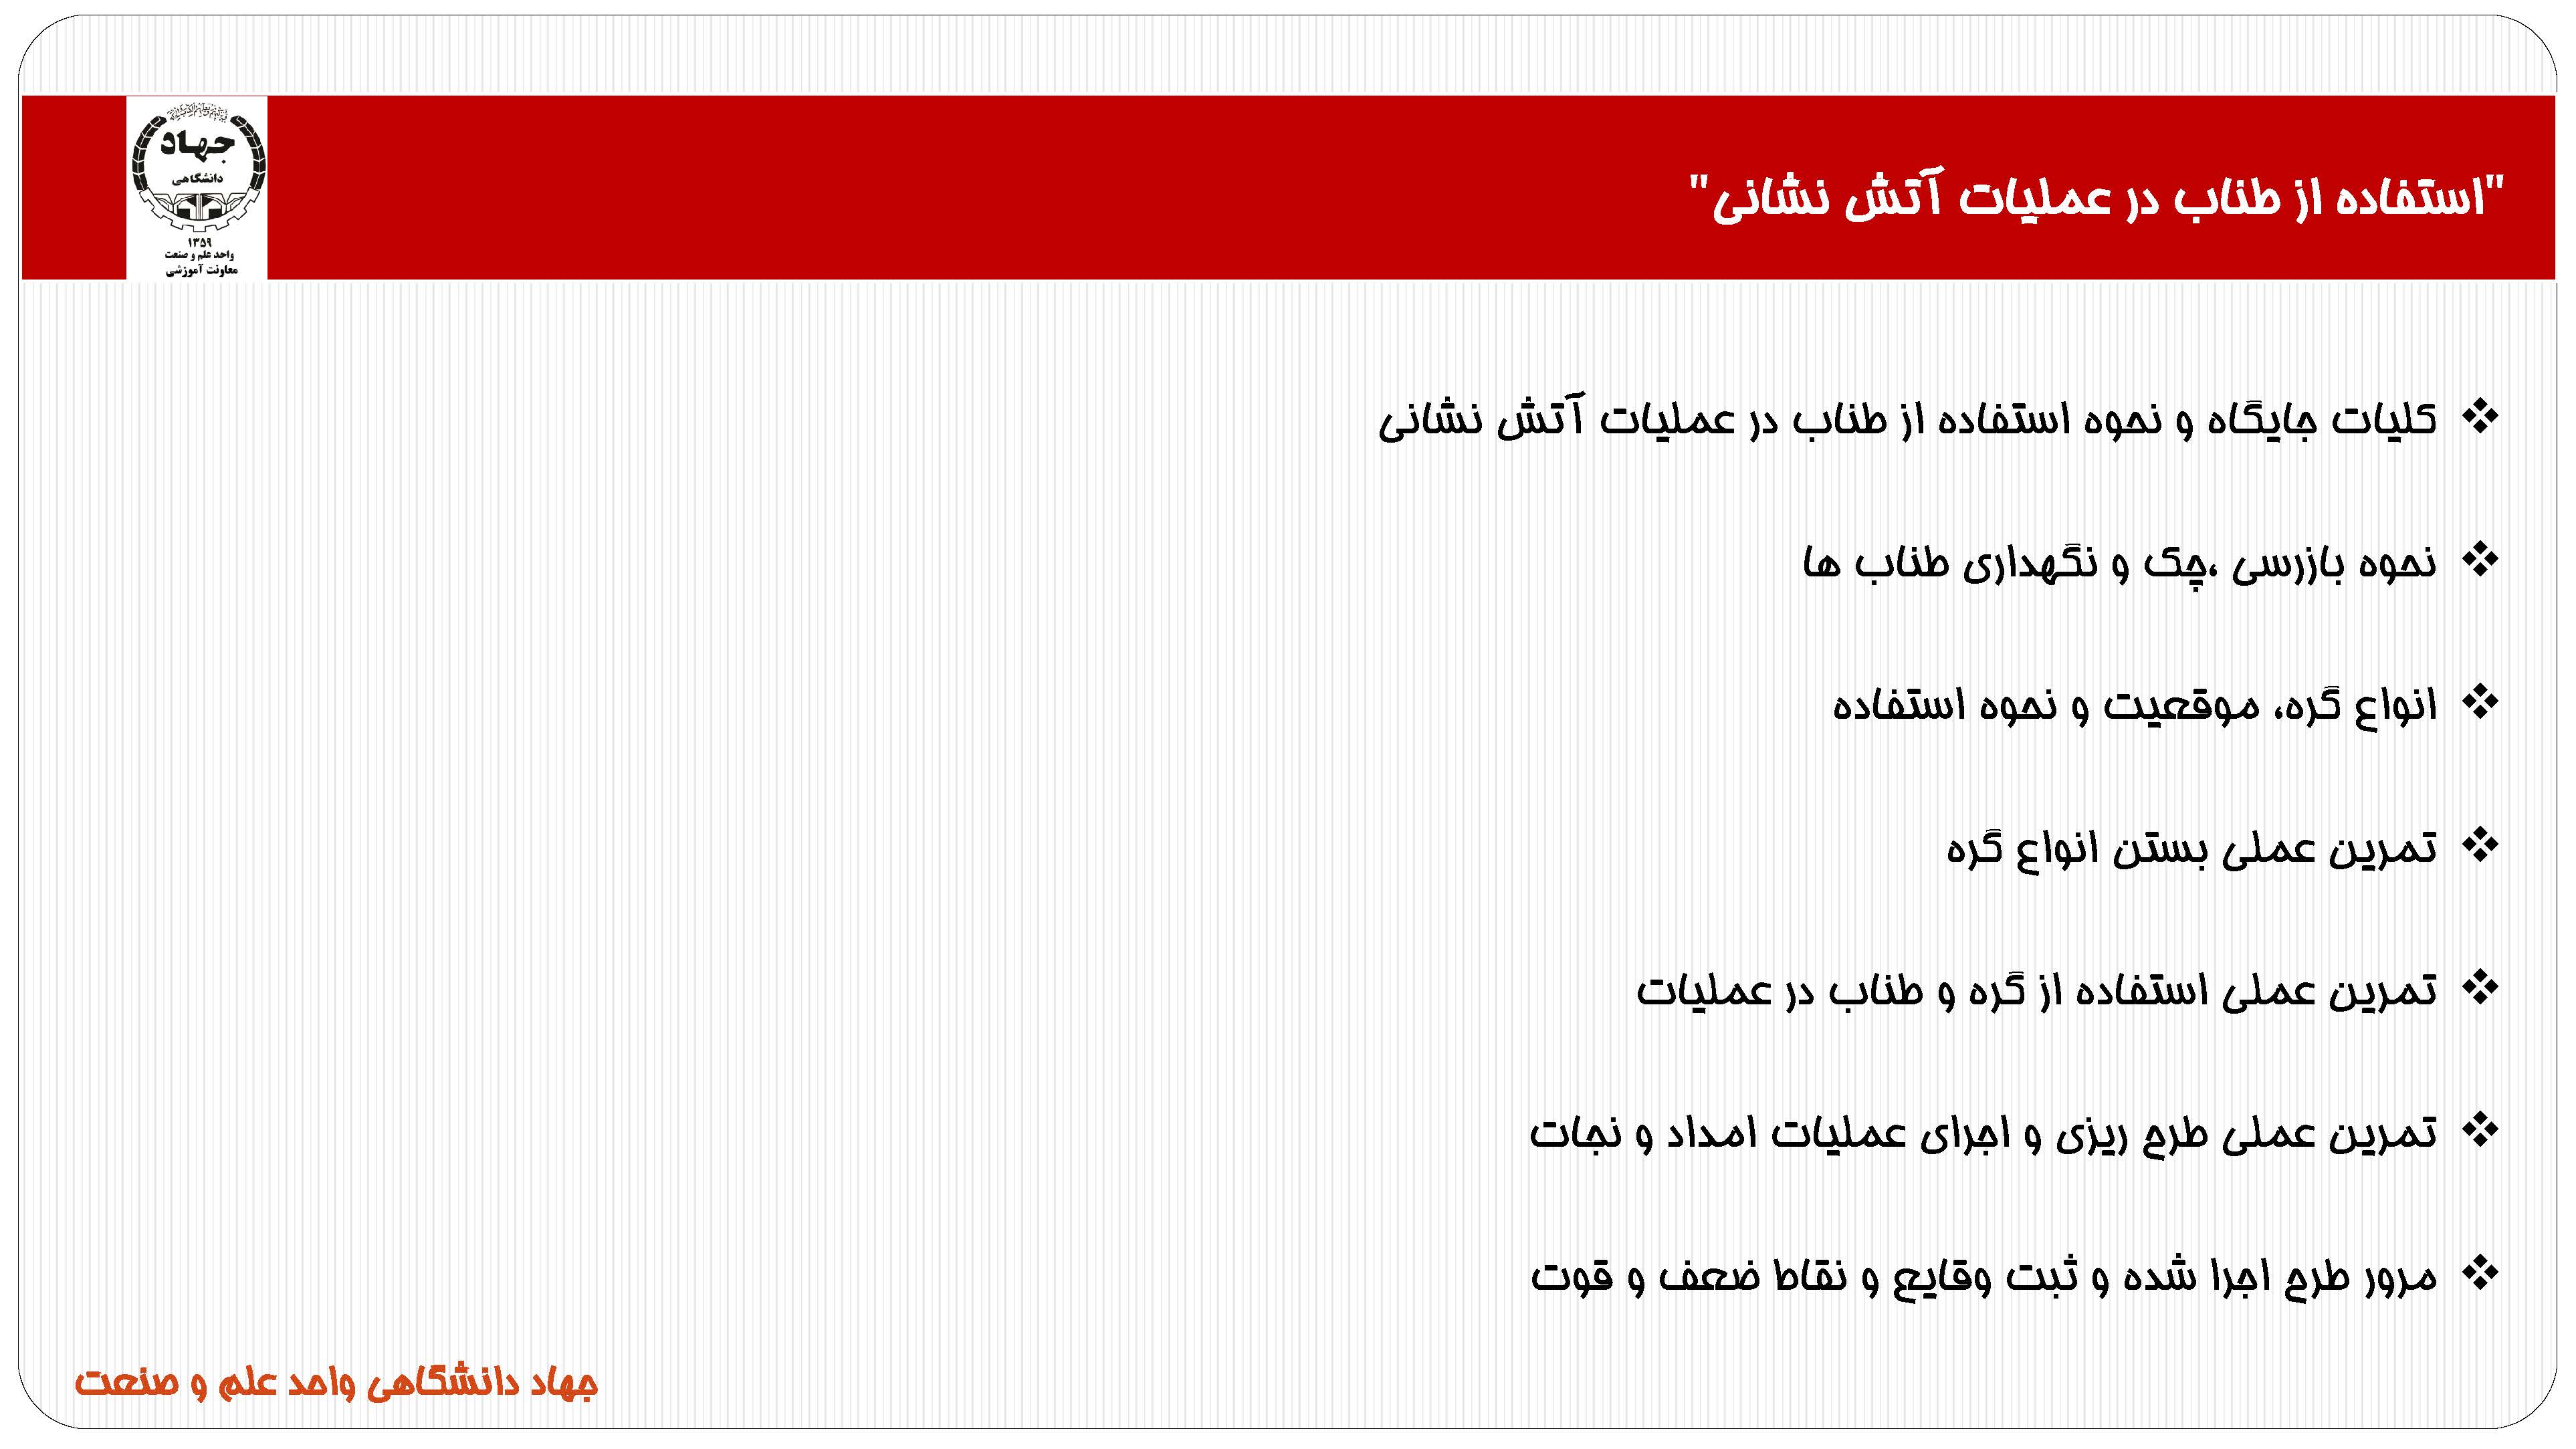 جهاد
دانشگاهی
۱۳۵۹
واحد علم و صنعت
معاونت آموزشی
"استفاده از طناب در عملیات آتش نشانی"
❖ کلیات جایگاه و نحوه استفاده از طناب در عملیات آتش نشانی
❖ نحوه بازرسی ،چک و نگهداری طناب ها
❖ انواع گره، موقعیت و نحوه استفاده
❖ تمرین عملی بستن انواع گره
❖ تمرین عملی استفاده از گره و طناب در عملیات
❖ تمرین عملی طرح ریزی و اجرای عملیات امداد و نجات
❖ مرور طرح اجرا شده و ثبت وقایع و نقاط ضعف و قوت
جهاد دانشگاهی واحد علم و صنعت